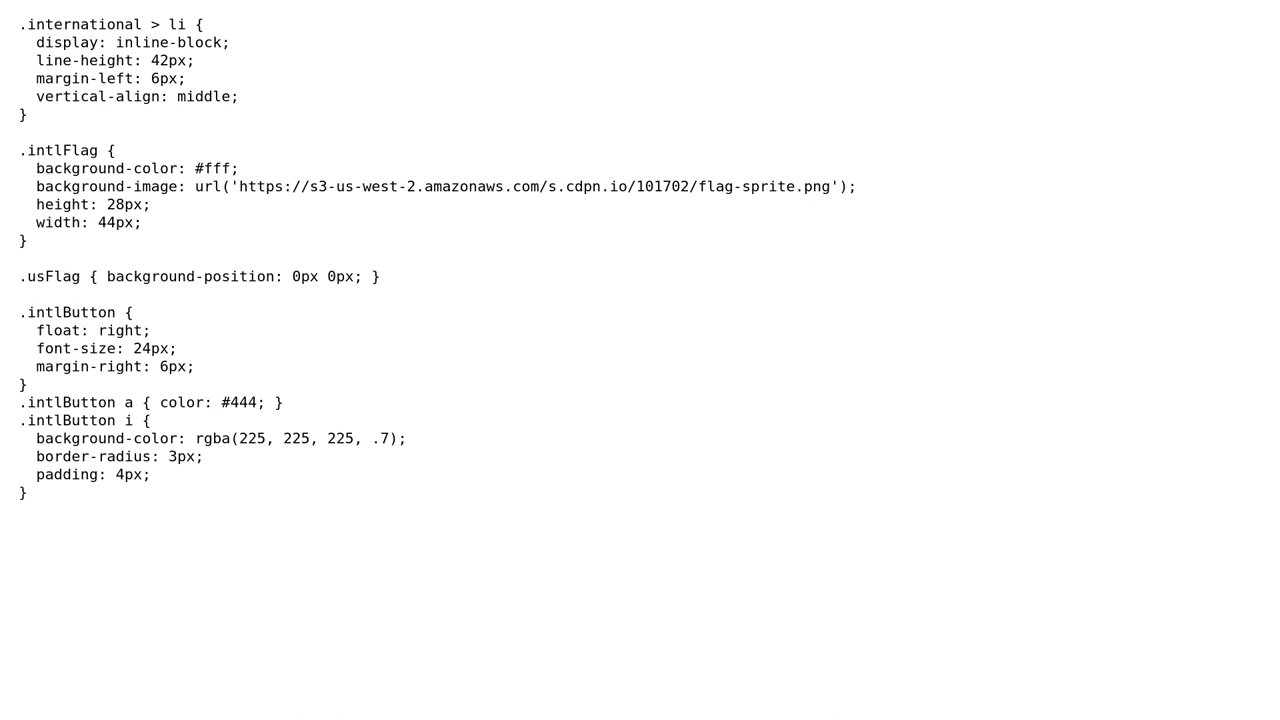 .international > li {
  display: inline-block;
  line-height: 42px;
  margin-left: 6px;
  vertical-align: middle;
}

.intlFlag {
  background-color: #fff;
  background-image: url('https://s3-us-west-2.amazonaws.com/s.cdpn.io/101702/flag-sprite.png');
  height: 28px;
  width: 44px;
}

.usFlag { background-position: 0px 0px; }

.intlButton {
  float: right;
  font-size: 24px;
  margin-right: 6px;
}
.intlButton a { color: #444; }
.intlButton i {
  background-color: rgba(225, 225, 225, .7);
  border-radius: 3px;
  padding: 4px;
}